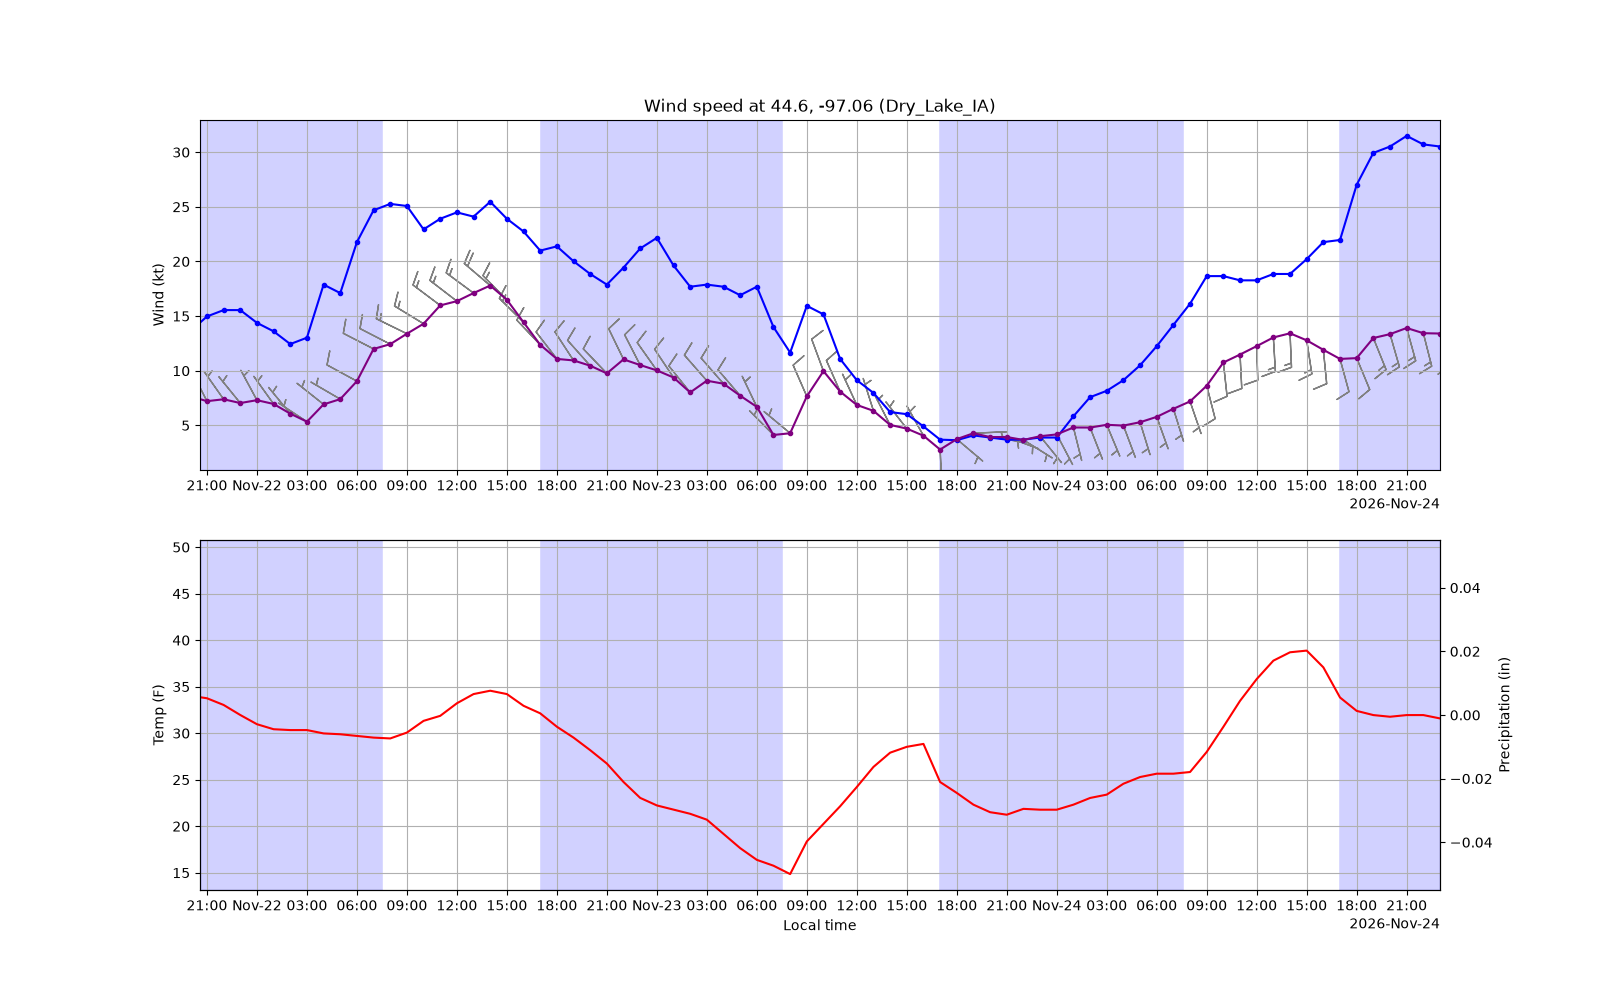 Wind speed at 44.6, -97.06 (Dry_Lake_IA)
Wind (kt)
30
25
20
15
10
5
21:00 Nov-22 03:00 06:00 09:00 12:00 15:00 18:00 21:00 Nov-23 03:00 06:00 09:00 12:00 15:00 18:00 21:00 Nov-24 03:00 06:00 09:00 12:00 15:00 18:00 21:00
2026-Nov-24
Temp (F)
50
45
40
35
30
25
20
15
0.04
0.02
0.00
−0.02
−0.04
Precipitation (in)
21:00 Nov-22 03:00 06:00 09:00 12:00 15:00 18:00 21:00 Nov-23 03:00 06:00 09:00 12:00 15:00 18:00 21:00 Nov-24 03:00 06:00 09:00 12:00 15:00 18:00 21:00
Local time
2026-Nov-24